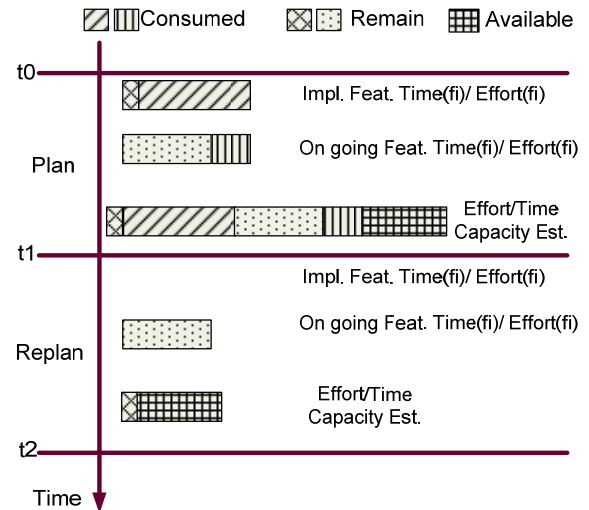 Consumed Remain Available
t0
Impl. Feat. Time(fi)/ Effort(fi)
On going Feat. Time(fi)/ Effort(fi)
Plan
Effort/Time
Capacity Est.
t1
Impl. Feat. Time(fi)/ Effort(fi)
On going Feat. Time(fi)/ Effort(fi)
Replan
Effort/Time
Capacity Est.
t2
Time